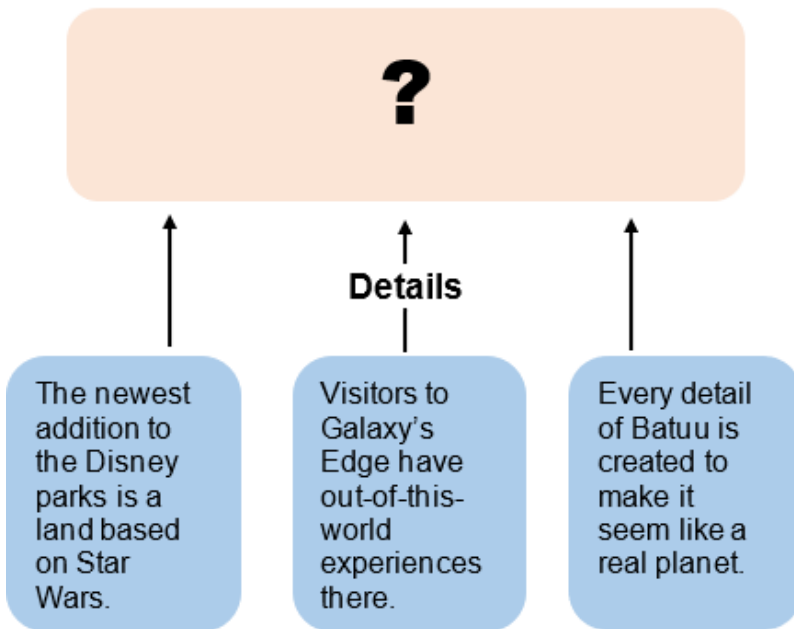 ?
Details
The newest
addition to
the Disney
parks is a
land based
on Star
Wars.
Visitors to
Galaxy's
Edge have
out-of-this-
world
experiences
there.
Every detail
of Batuu is
created to
make it
seem like a
real planet.